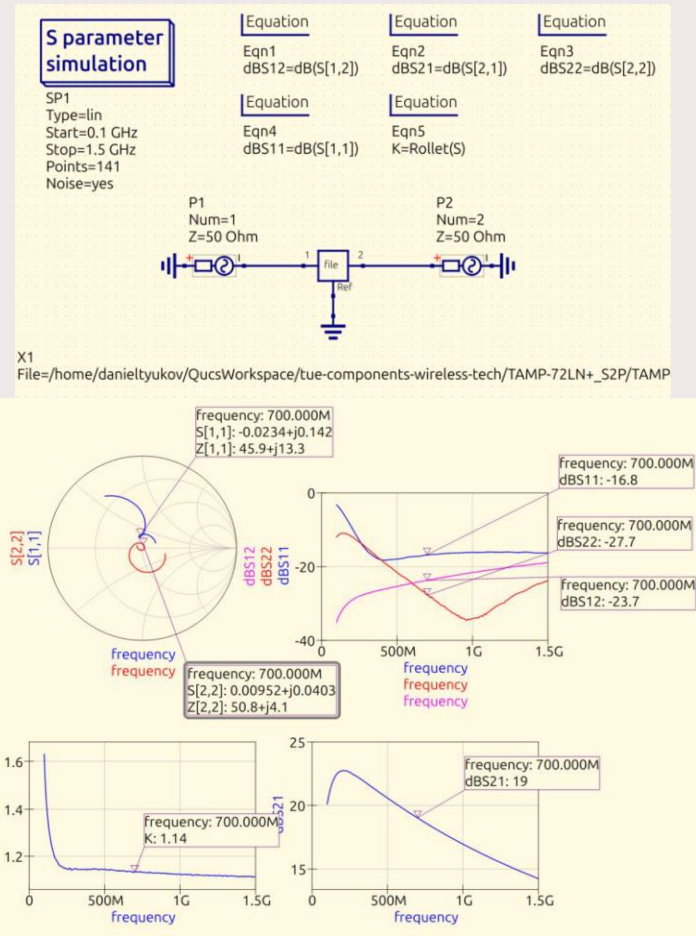 S parameter
simulation
SP1
Type=lin
Start=0.1 GHz
Stop=1.5 GHz
Points=141
Noise=yes
Equation
Eqn1
dBS12=dB(S[1,2])
Equation
Eqn2
dBS21=dB(S[2,1])
Equation
Eqn3
dBS22=dB(S[2,2])
Equation
Eqn4
dBS11=dB(S[1,1])
Equation
Eqn5
K=Rollet(S)
P1
Num=1
Z=50 Ohm
P2
Num=2
Z=50 Ohm
1
file
2
Ref
X1
File=/home/danieltyukov/QucsWorkspace/tue-components-wireless-tech/TAMP-72LN+_S2P/TAMP
frequency: 700.000M
S[1,1]: -0.0234+j0.142
Z[1,1]: 45.9+j13.3
S[2,2]
S[1,1]
frequency
frequency
frequency: 700.000M
S[2,2]: 0.00952+j0.0403
Z[2,2]: 50.8+j4.1
dBS12
dBS22
dBS11
0
-20
-40
0
500M
1G
1.5G
frequency
frequency
frequency
frequency: 700.000M
dBS11: -16.8
frequency: 700.000M
dBS22: -27.7
frequency: 700.000M
dBS12: -23.7
1.6
1.4
1.2
0
500M
1G
1.5G
frequency
frequency: 700.000M
K: 1.14
dBS21
25
20
15
0
500M
1G
1.5G
frequency
frequency: 700.000M
dBS21: 19